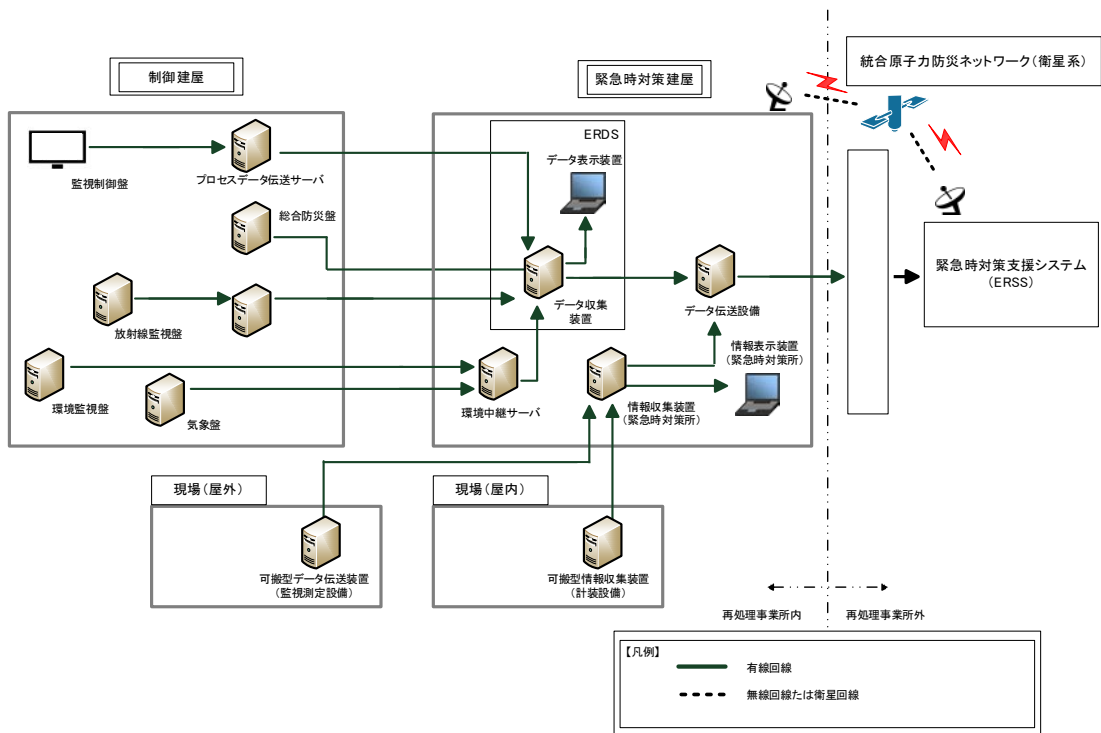 制御建屋
緊急時対策建屋
統合原子力防災ネットワーク(衛星系)
ERDS
データ表示装置
監視制御盤
プロセスデータ伝送サーバ
総合防災盤
データ収集
装置
データ伝送設備
緊急時対策支援システム
(ERSS)
放射線監視盤
情報表示装置
(緊急時対策所)
環境監視盤
気象盤
環境中継サーバ
情報収集装置
(緊急時対策所)
現場(屋外)
現場(屋内)
可搬型データ伝送装置
(監視測定設備)
可搬型情報収集装置
(計装設備)
再処理事業所内
再処理事業所外
【凡例】
有線回線
無線回線たは衛星回線